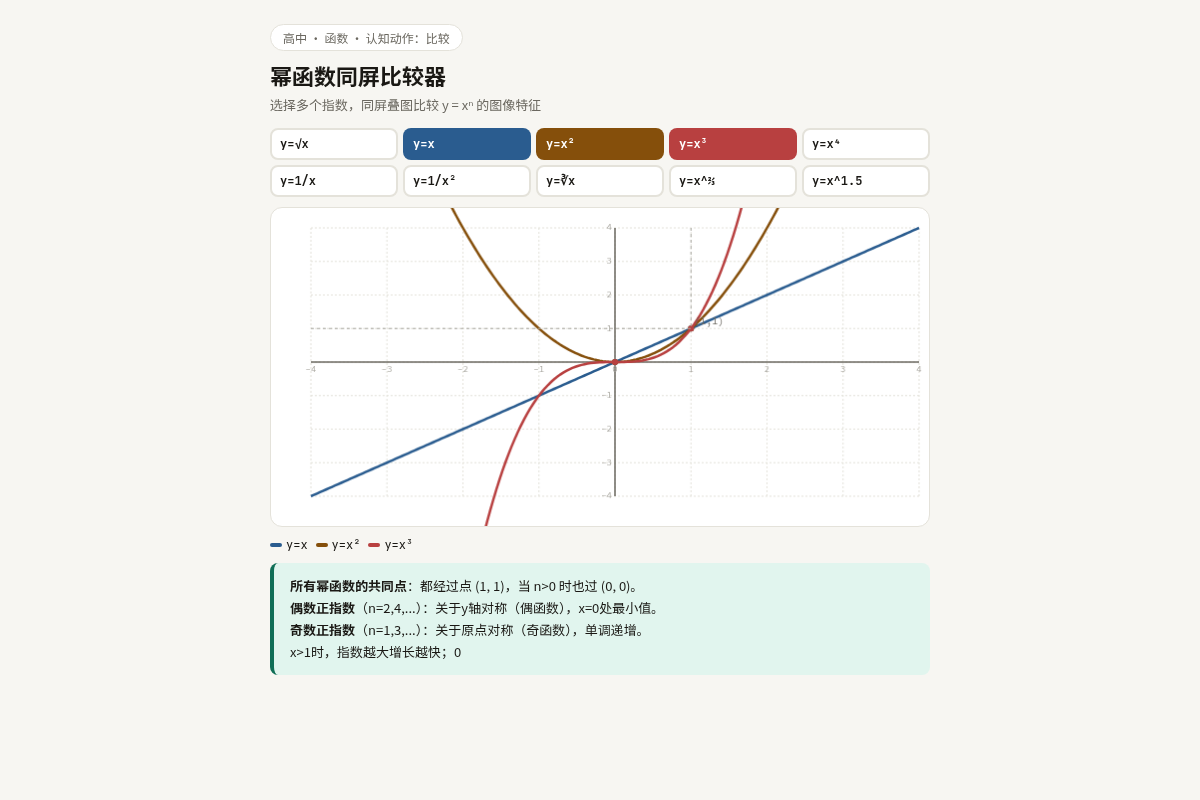 高中 · 函数 · 认知动作：比较
幂函数同屏比较器
选择多个指数，同屏叠图比较 y = xⁿ 的图像特征
y=√x
y=x
y=x²
y=x³
y=x⁴
y=1/x
y=1/x²
y=∛x
y=x^⅔
y=x^1.5
4
3
2
1
-4 -3 -2 -1 0 1 2 3 4
-1
-2
-3
-4
y=x y=x² y=x³
所有幂函数的共同点：都经过点 (1, 1)，当 n>0 时也过 (0, 0)。
偶数正指数（n=2,4,...）：关于y轴对称（偶函数），x=0处最小值。
奇数正指数（n=1,3,...）：关于原点对称（奇函数），单调递增。
x>1时，指数越大增长越快；0